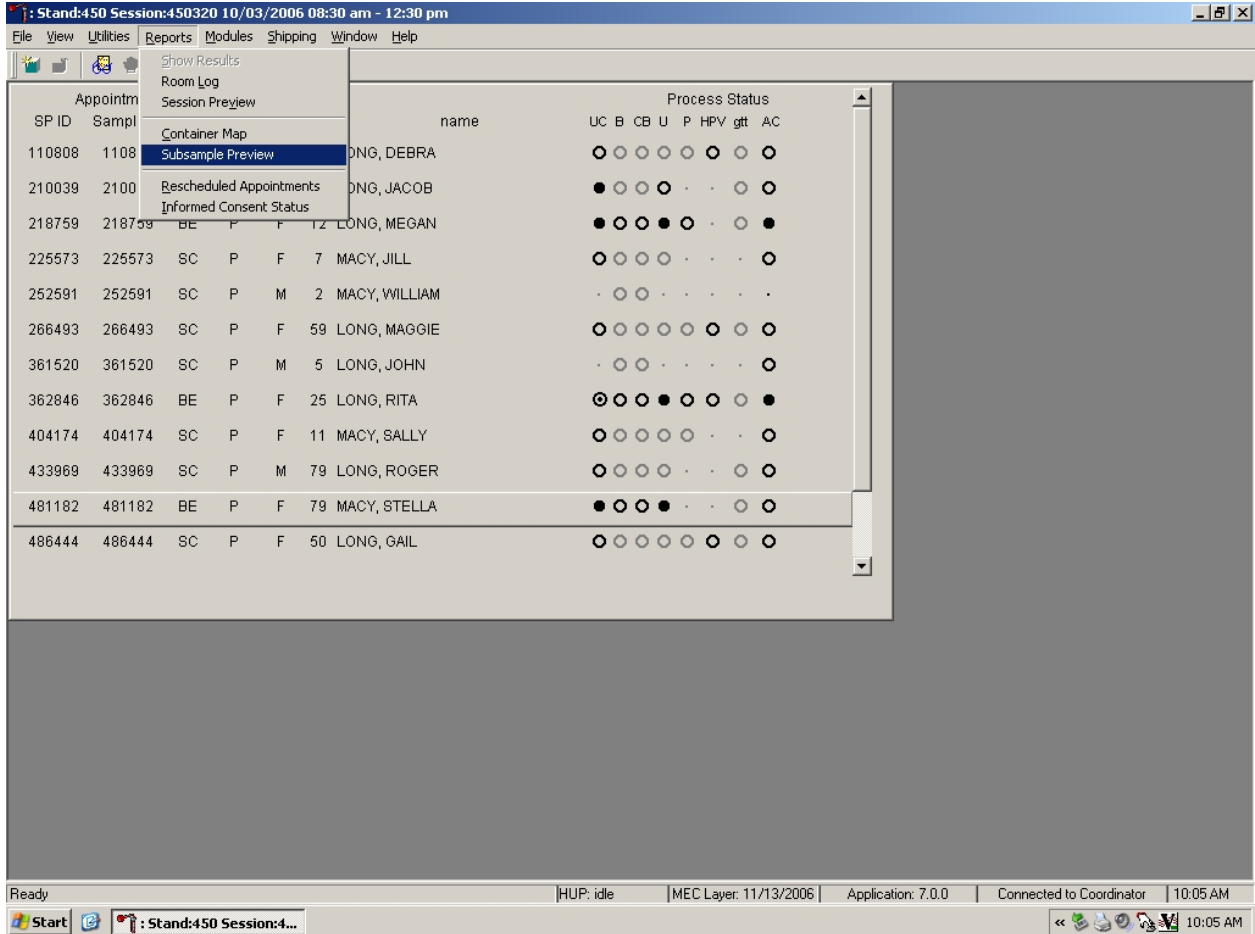 : Stand:450 Session:450320 10/03/2006 08:30 am - 12:30 pm
File View Utilities Reports Modules Shipping Window Help
Show Results
Room Log
Session Preview
Container Map
Subsample Preview
Rescheduled Appointments
Informed Consent Status
Appointm Process Status
SP ID Sampl name UC B CB U P HPV gtt AC
110808 1108 ONG, DEBRA
210039 2100 ONG, JACOB
218759 218759 BE P F 12 LONG, MEGAN
225573 225573 SC P F 7 MACY, JILL
252591 252591 SC P M 2 MACY, WILLIAM
266493 266493 SC P F 59 LONG, MAGGIE
361520 361520 SC P M 5 LONG, JOHN
362846 362846 BE P F 25 LONG, RITA
404174 404174 SC P F 11 MACY, SALLY
433969 433969 SC P M 79 LONG, ROGER
481182 481182 BE P F 79 MACY, STELLA
486444 486444 SC P F 50 LONG, GAIL
Ready HUP: idle MEC Layer: 11/13/2006 Application: 7.0.0 Connected to Coordinator 10:05 AM
Start : Stand:450 Session:4... « 10:05 AM